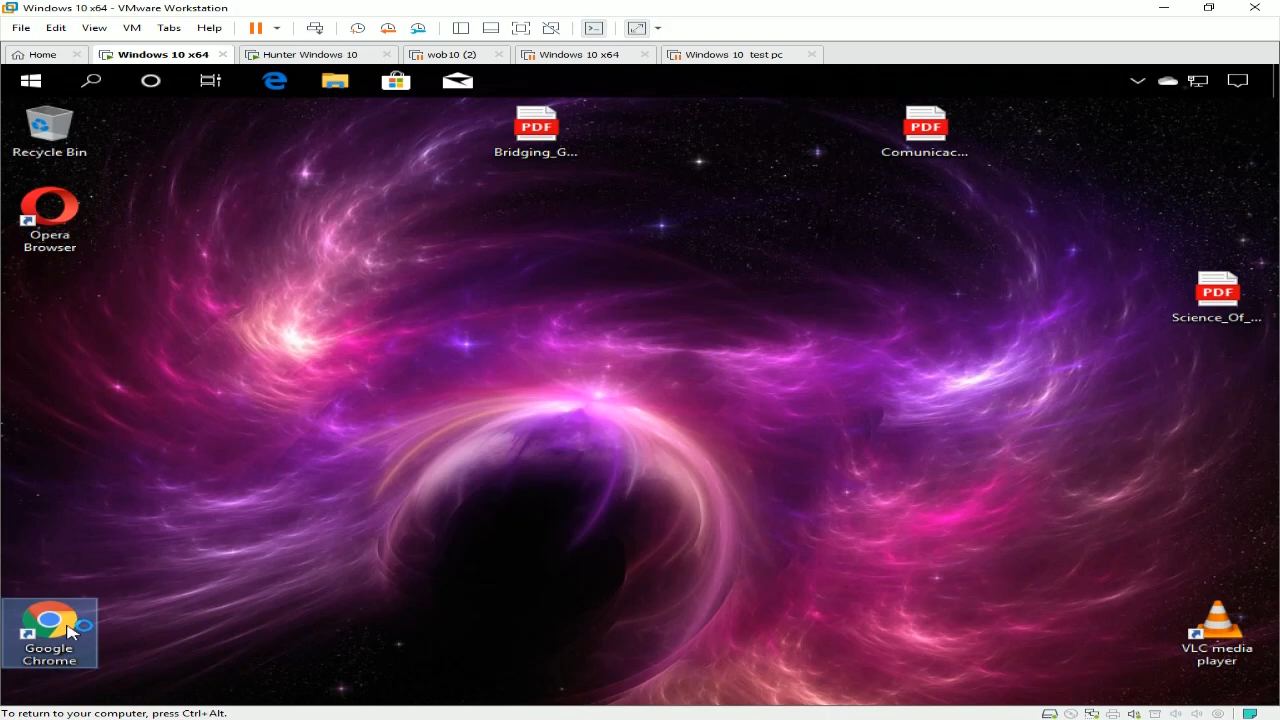 Windows 10 x64 - VMware Workstation
File Edit View VM Tabs Help
Home Windows 10 x64 Hunter Windows 10 wob10 (2) Windows 10 x64 Windows 10 test pc
Recycle Bin
PDF
Bridging_G...
PDF
Comunicac...
Opera
Browser
PDF
Science_Of_...
Google
Chrome
VLC media
player
To return to your computer, press Ctrl+Alt.